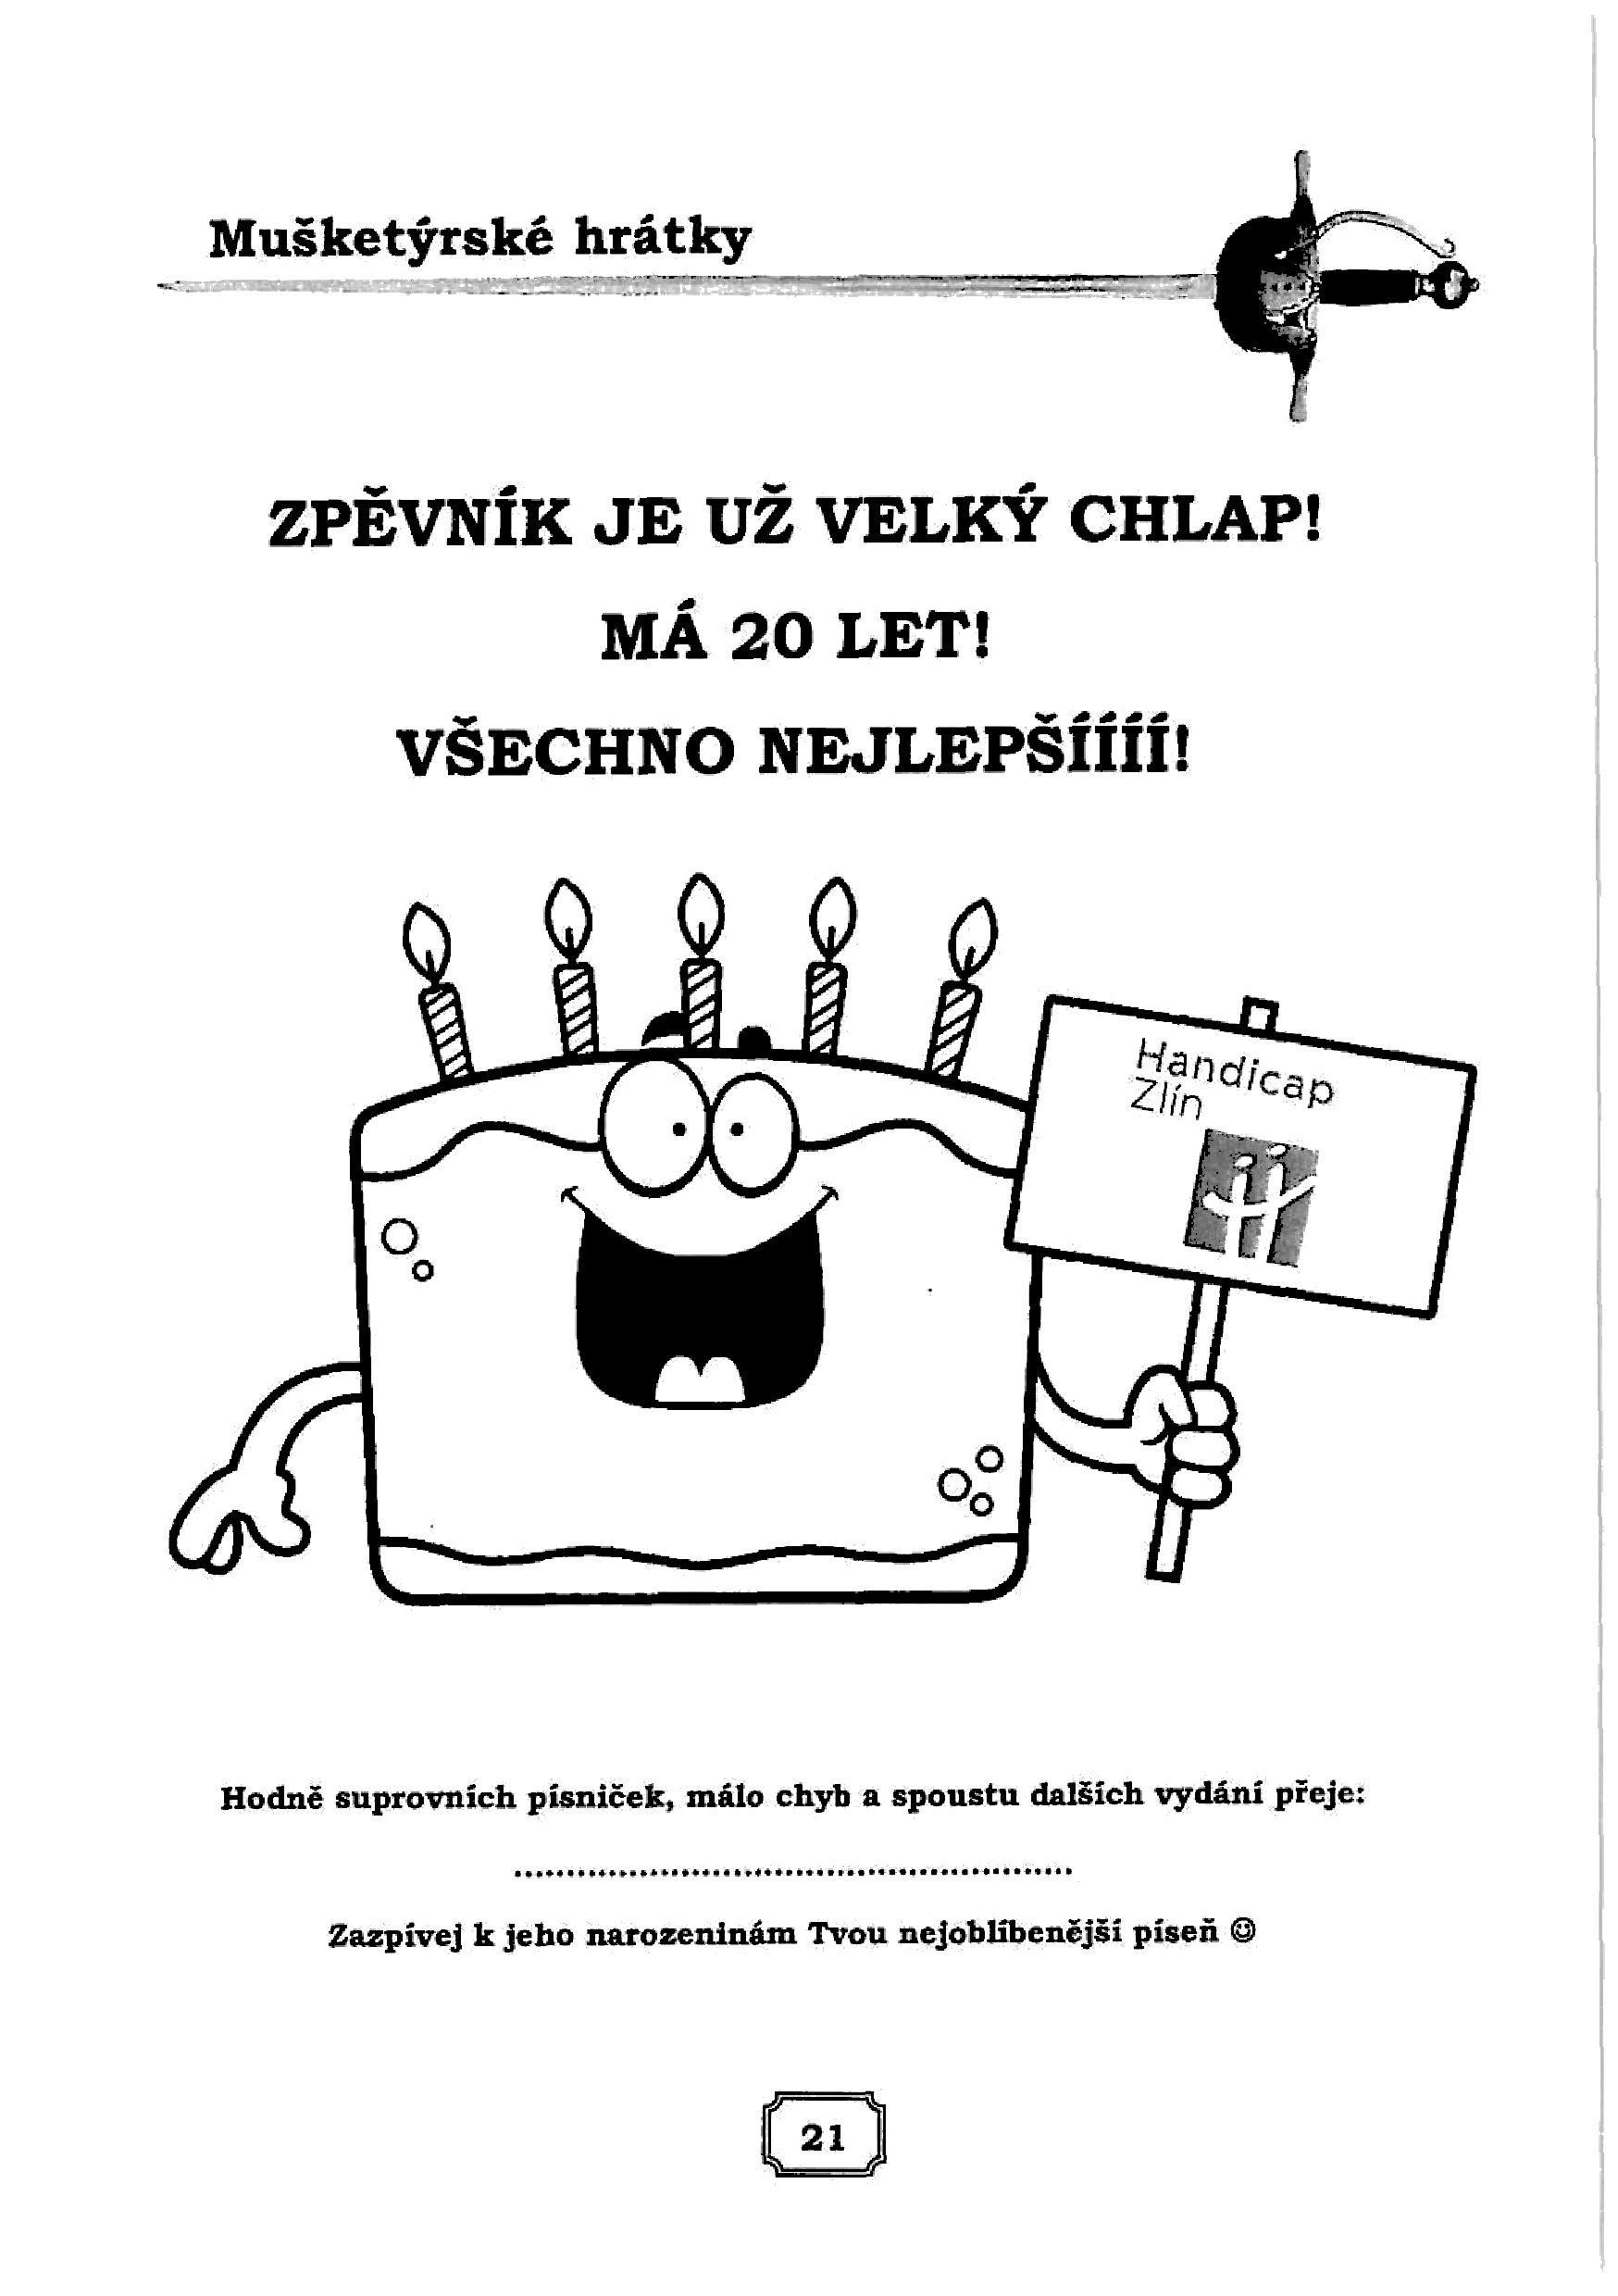 Mušketýrské hrátky
ZPĚVNÍK JE UŽ VELKÝ CHLAP!
MÁ 20 LET!
VŠECHNO NEJLEPŠÍÍÍÍ!
Handicap
Zlín
Hodně suprovních písniček, málo chyb a spoustu dalších vydání přeje:
......................................................
Zazpívej k jeho narozeninám Tvou nejoblíbenější píseň ☺
21